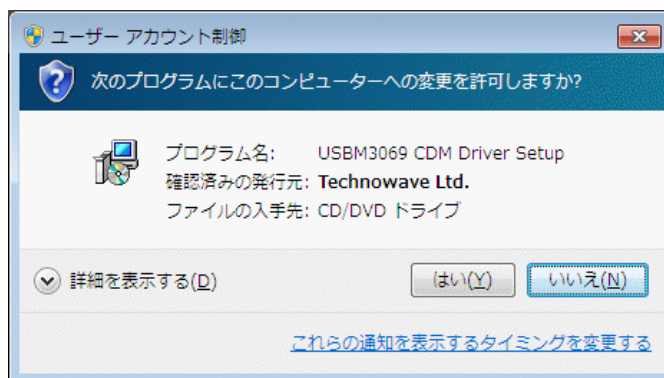 ユーザー アカウント制御
次のプログラムにこのコンピューターへの変更を許可しますか?
プログラム名: USBM3069 CDM Driver Setup
確認済みの発行元: Technowave Ltd.
ファイルの入手先: CD/DVD ドライブ
詳細を表示する(D) はい(Y) いいえ(N)
これらの通知を表示するタイミングを変更する